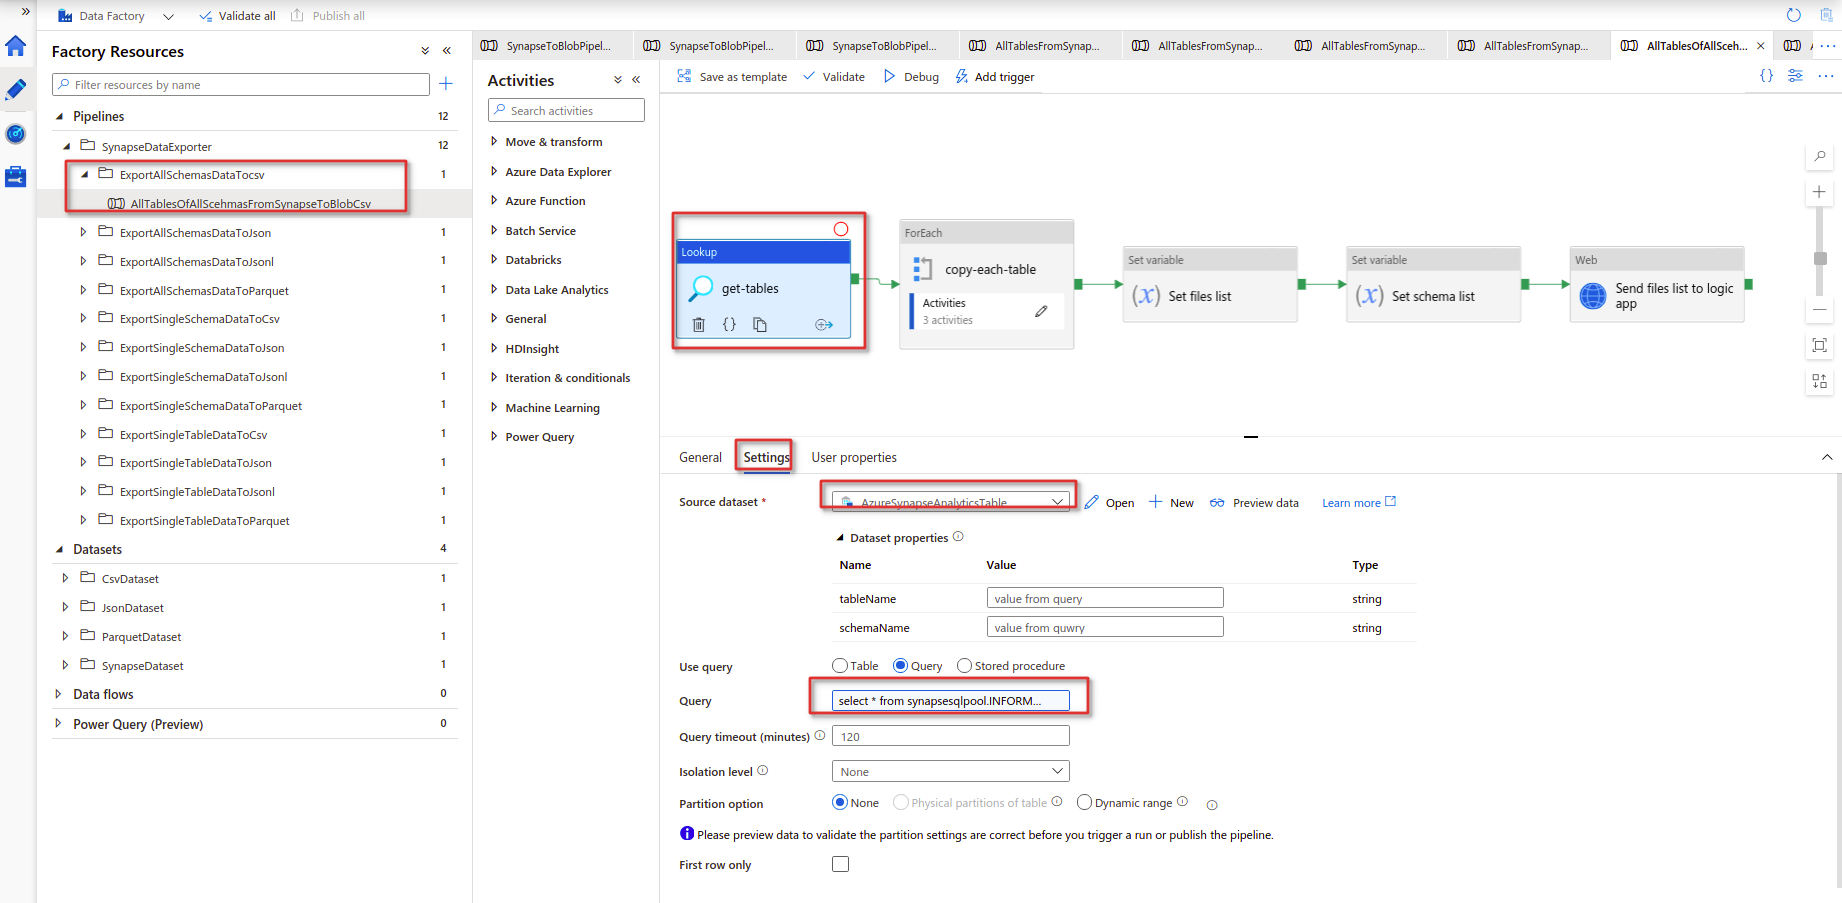 Data Factory
Validate all
Publish all
Factory Resources
Filter resources by name
Pipelines 12
SynapseDataExporter 12
ExportAllSchemasDataTocsv 1
AllTablesOfAllScehmasFromSynapseToBlobCsv
ExportAllSchemasDataToJson 1
ExportAllSchemasDataToJsonl 1
ExportAllSchemasDataToParquet 1
ExportSingleSchemaDataToCsv 1
ExportSingleSchemaDataToJson 1
ExportSingleSchemaDataToJsonl 1
ExportSingleSchemaDataToParquet 1
ExportSingleTableDataToCsv 1
ExportSingleTableDataToJson 1
ExportSingleTableDataToJsonl 1
ExportSingleTableDataToParquet 1
Datasets 4
CsvDataset 1
JsonDataset 1
ParquetDataset 1
SynapseDataset 1
Data flows 0
Power Query (Preview) 0
SynapseToBlobPipel...
SynapseToBlobPipel...
SynapseToBlobPipel...
AllTablesFromSynap...
AllTablesFromSynap...
AllTablesFromSynap...
AllTablesFromSynap...
AllTablesOfAllSceh...
Activities
Search activities
Move & transform
Azure Data Explorer
Azure Function
Batch Service
Databricks
Data Lake Analytics
General
HDInsight
Iteration & conditionals
Machine Learning
Power Query
Save as template
Validate
Debug
Add trigger
Lookup
get-tables
ForEach
copy-each-table
Activities
3 activities
Set variable
(x) Set files list
Set variable
(x) Set schema list
Web
Send files list to logic
app
General
Settings
User properties
Source dataset *
AzureSynapseAnalyticsTable
Open
New
Preview data
Learn more
Dataset properties
Name Value Type
tableName value from query string
schemaName value from quwry string
Use query Table Query Stored procedure
Query select * from synapsesqlpool.INFORM...
Query timeout (minutes) 120
Isolation level None
Partition option None Physical partitions of table Dynamic range
Please preview data to validate the partition settings are correct before you trigger a run or publish the pipeline.
First row only